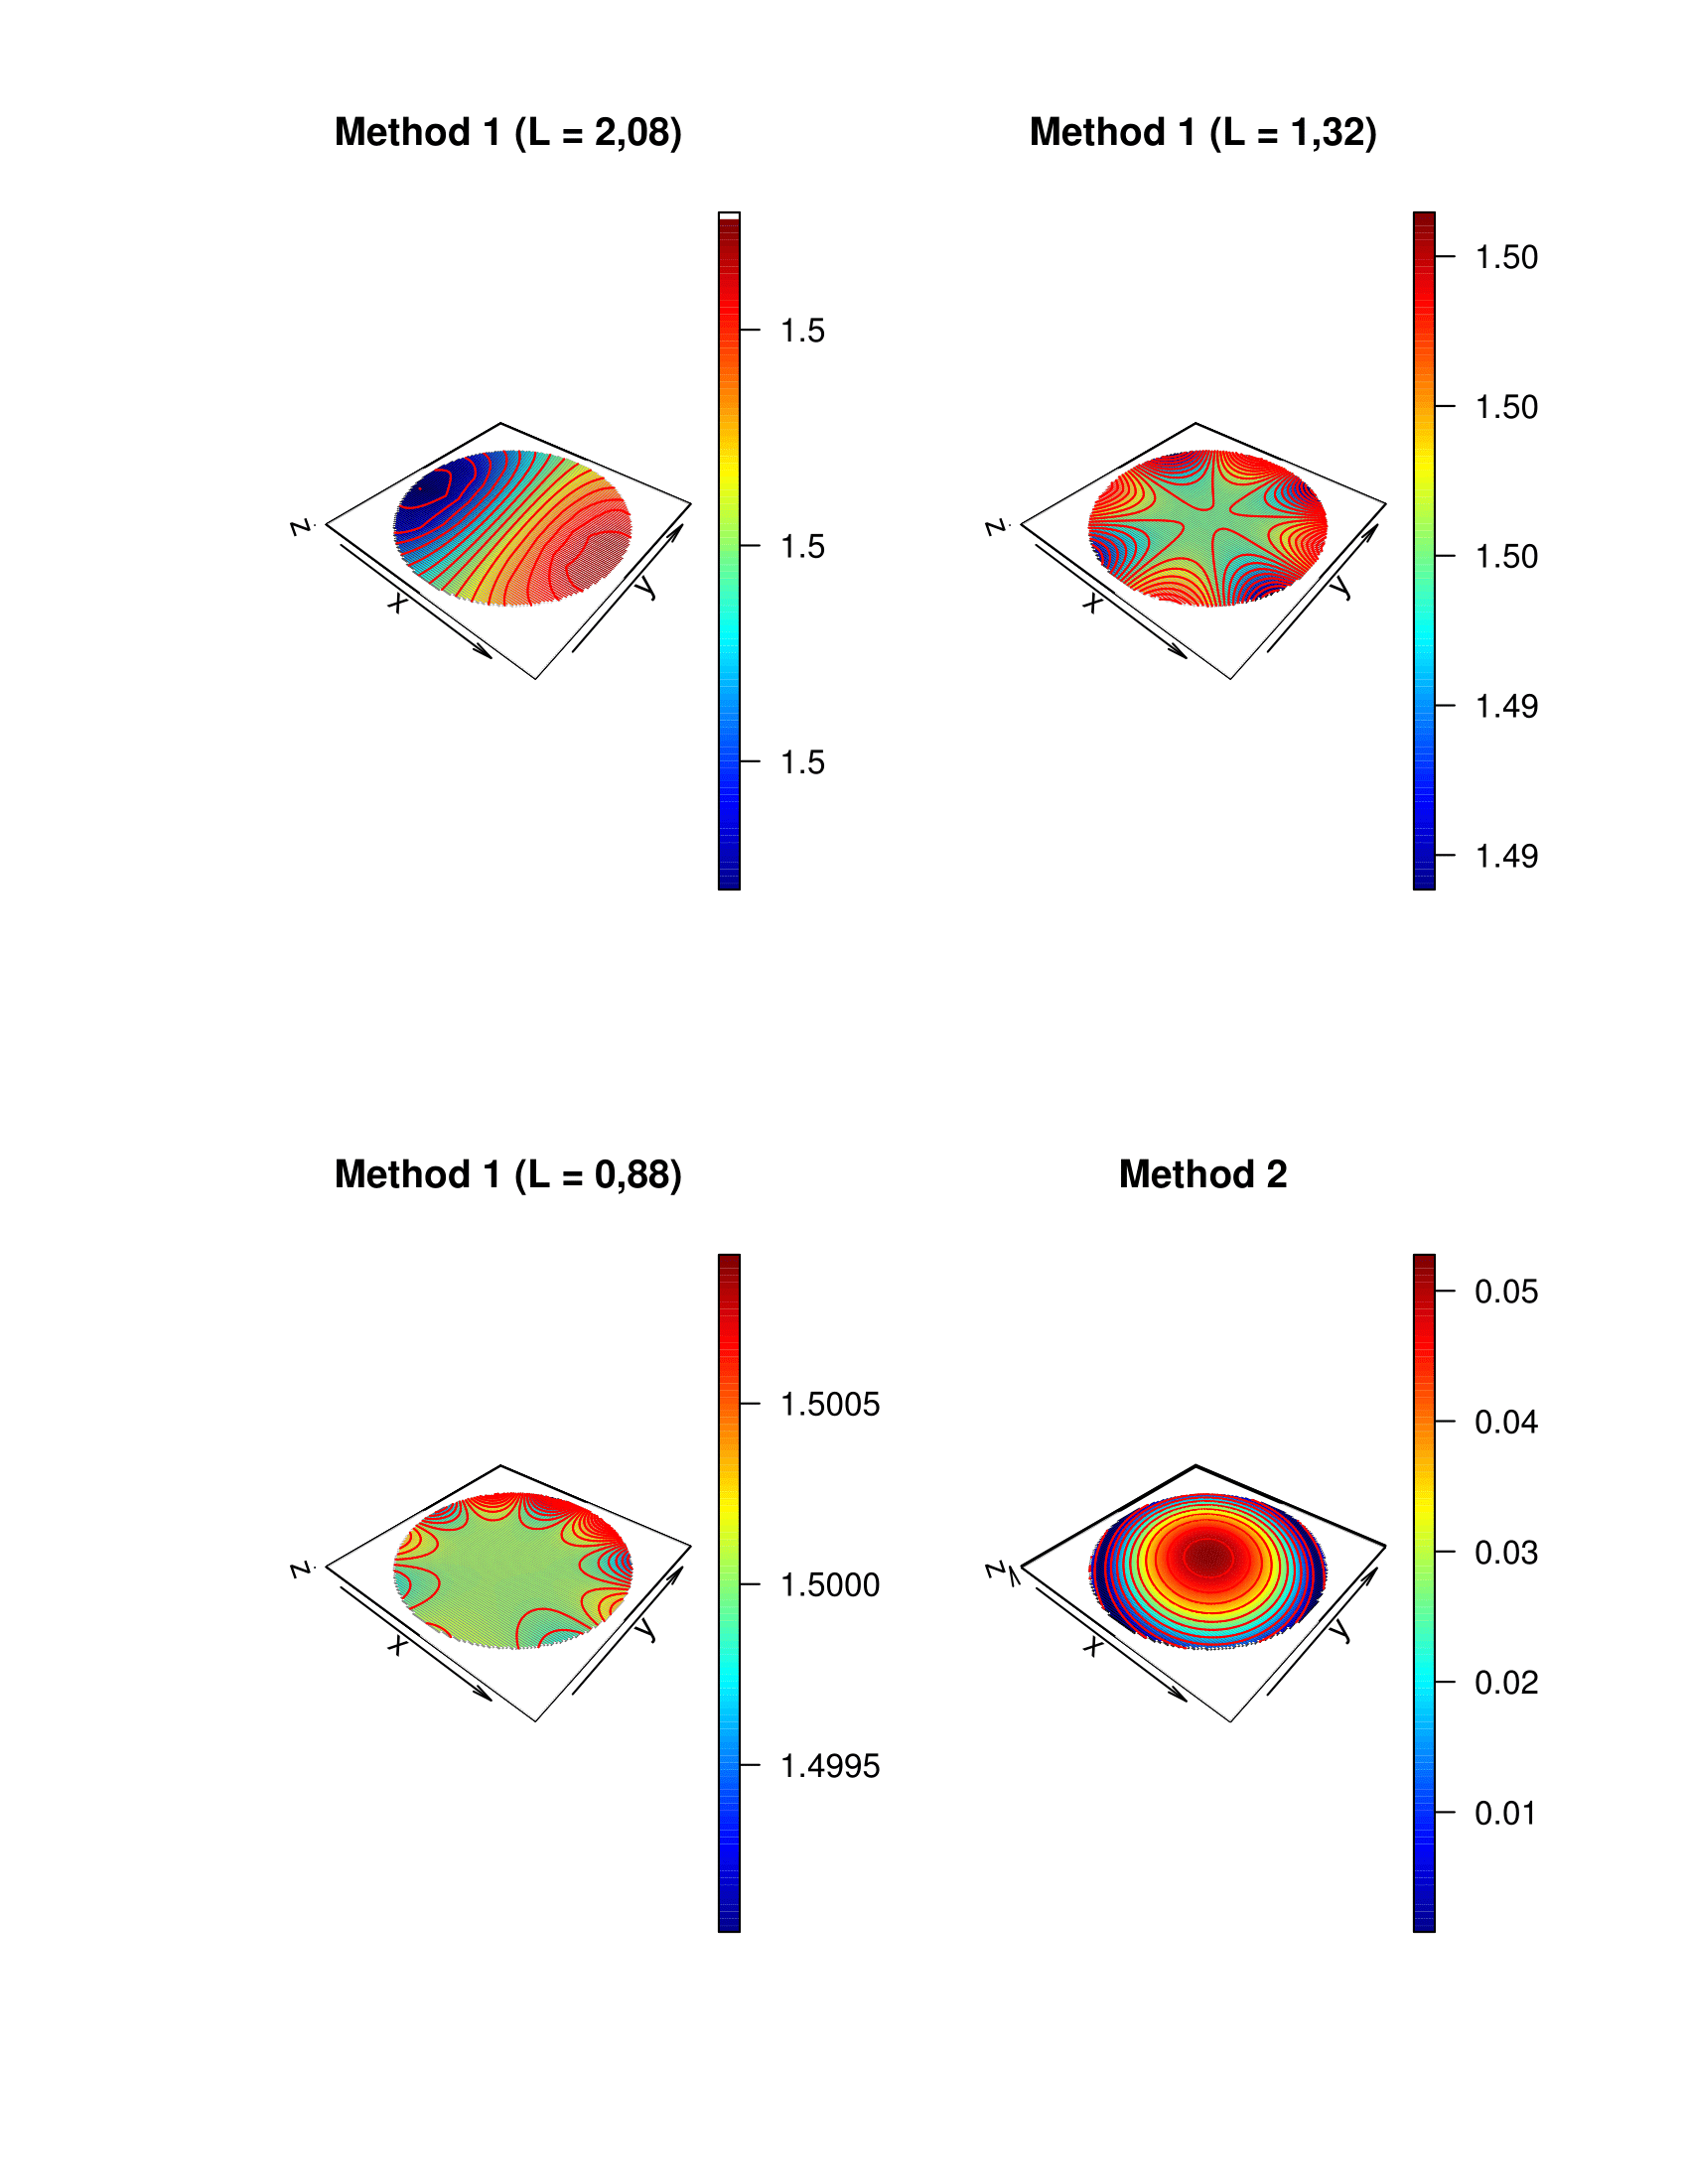 Method 1 (L = 2,08)
1.5
1.5
1.5
Z
x
y
Method 1 (L = 1,32)
1.50
1.50
1.50
1.49
1.49
Z
x
y
Method 1 (L = 0,88)
1.5005
1.5000
1.4995
Z
x
y
Method 2
0.05
0.04
0.03
0.02
0.01
Z
x
y